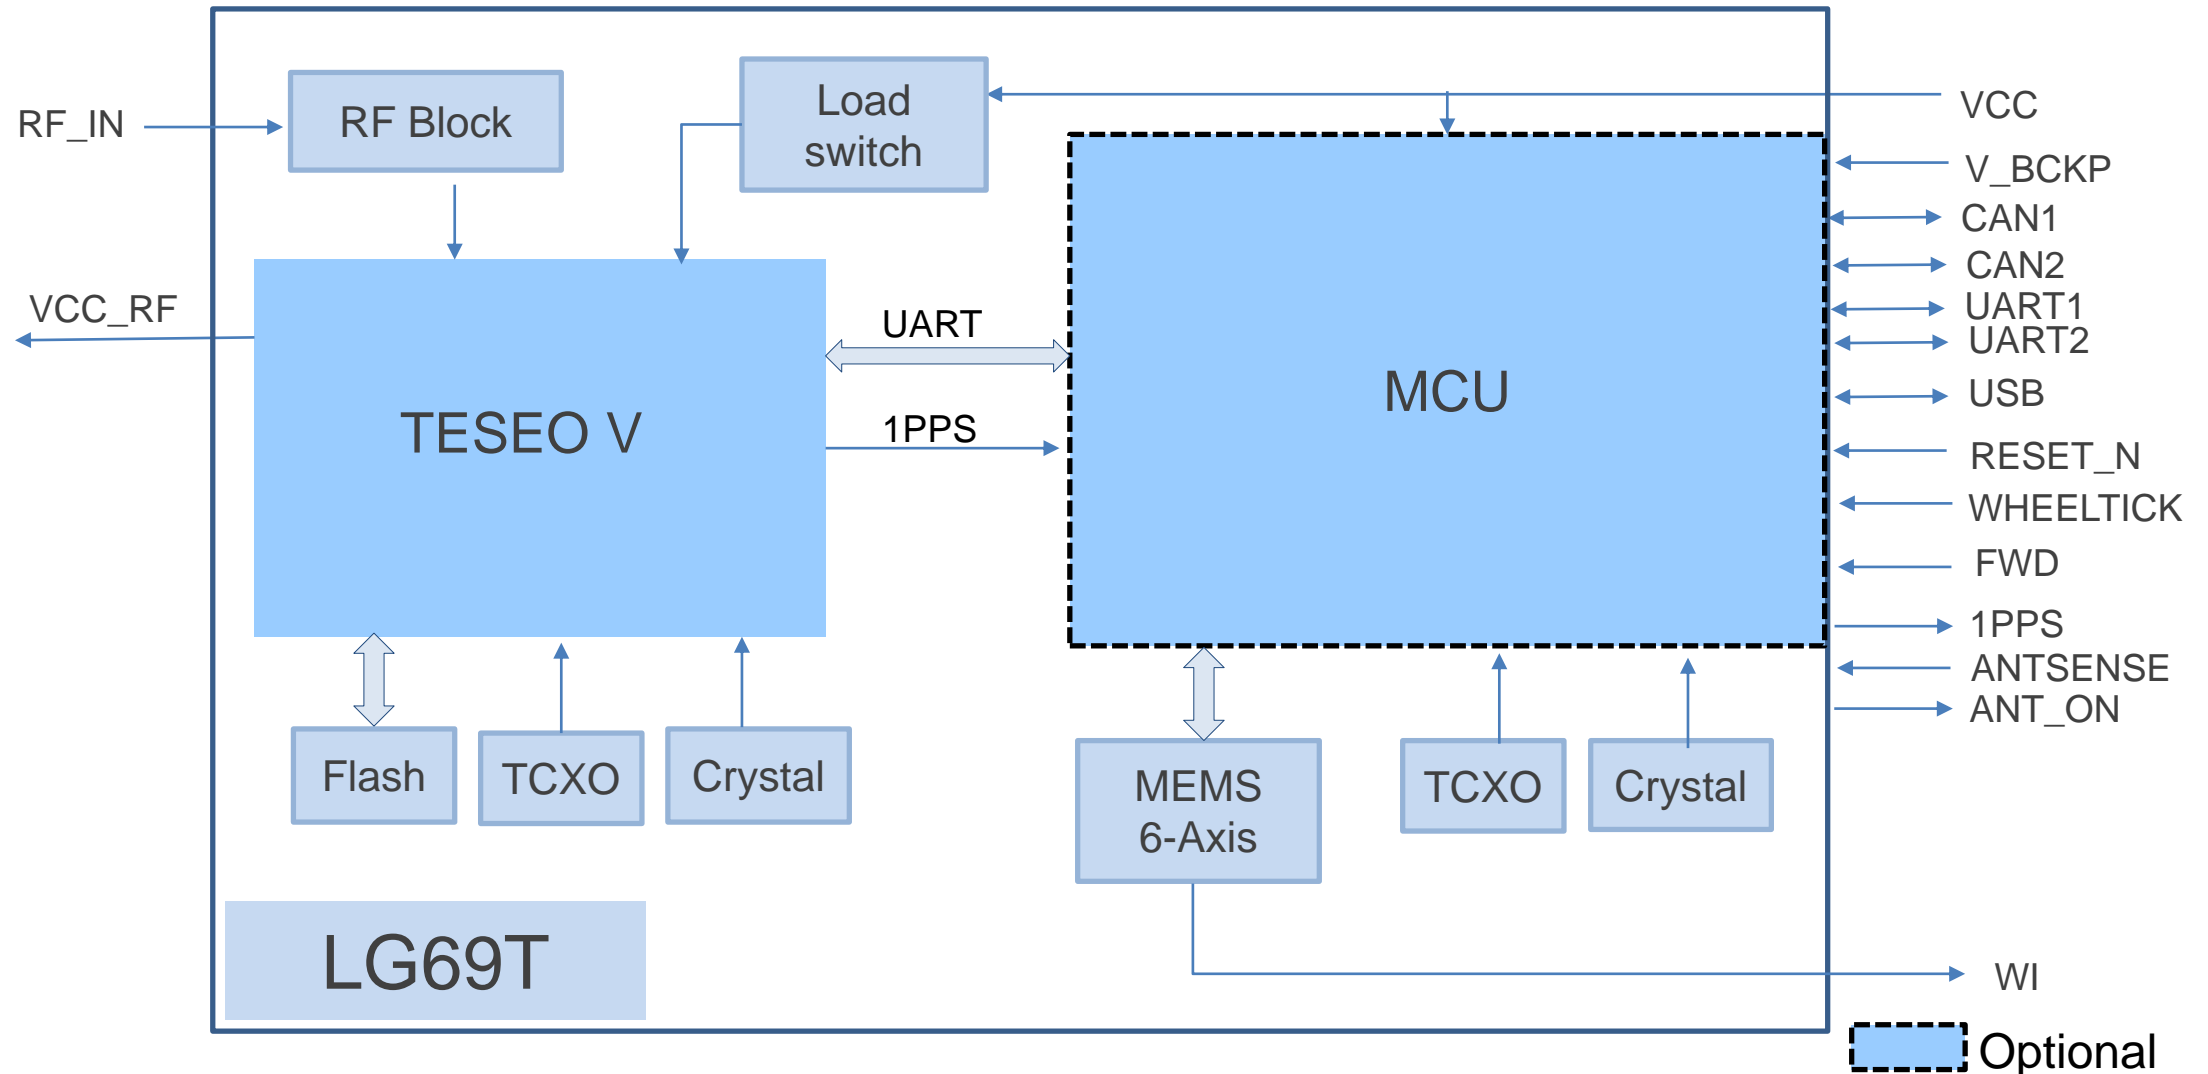 RF_IN
RF Block
Load
switch
VCC
V_BCKP
CAN1
CAN2
VCC_RF
UART
UART1
UART2
TESEO V
MCU
USB
1PPS
RESET_N
WHEELTICK
FWD
1PPS
ANTSENSE
ANT_ON
Flash
TCXO
Crystal
MEMS
6-Axis
TCXO
Crystal
LG69T
WI
Optional